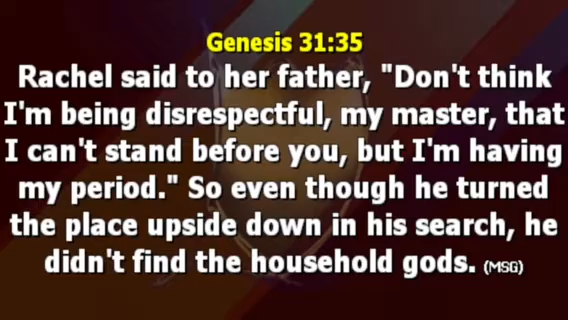 Genesis 31:35
Rachel said to her father, "Don't think
I'm being disrespectful, my master, that
I can't stand before you, but I'm having
my period." So even though he turned
the place upside down in his search, he
didn't find the household gods. (MSG)